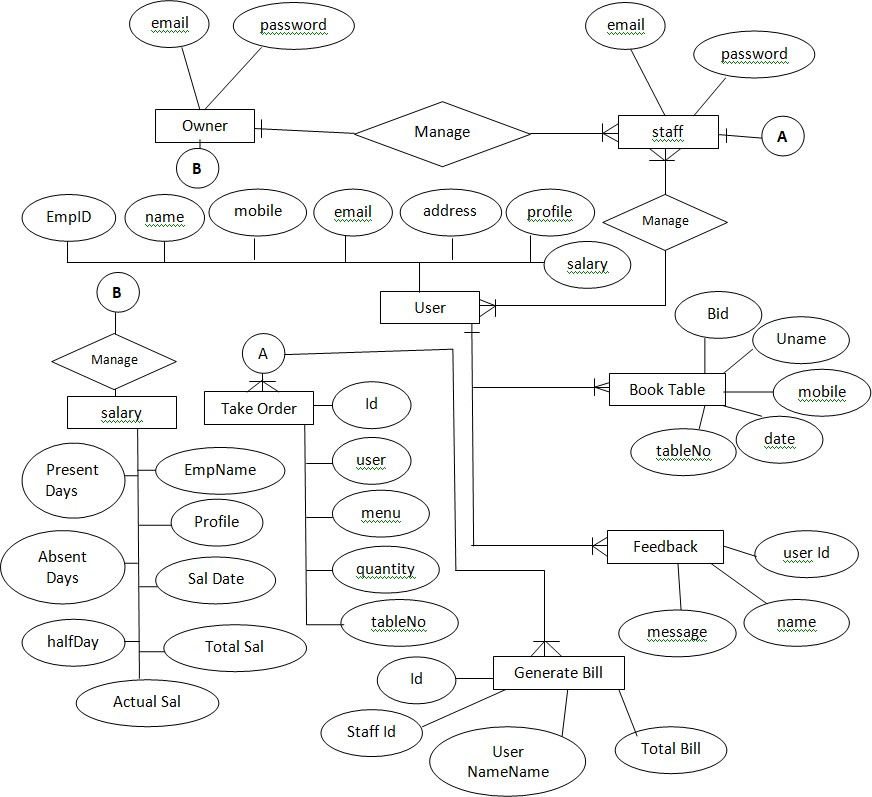 email
password
email
password
Owner
Manage
staff
A
B
EmpID
name
mobile
email
address
profile
Manage
salary
B
User
Bid
Uname
Manage
A
Book Table
mobile
salary
Take Order
Id
tableNo
date
Present
Days
EmpName
user
Profile
menu
Absent
Days
Sal Date
quantity
Feedback
user Id
halfDay
Total Sal
tableNo
message
name
Actual Sal
Id
Generate Bill
Staff Id
User
NameName
Total Bill